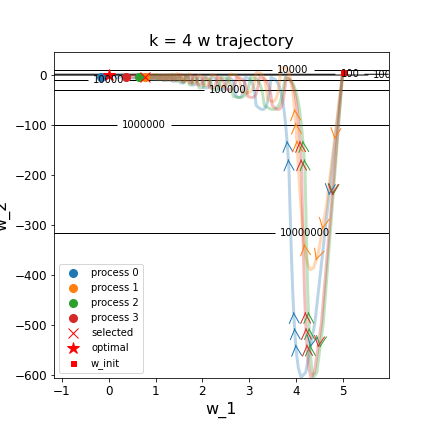 k = 4 w trajectory
w_2
0
−100
−200
−300
−400
−500
−600
10000
100
100000
1000000
10000000
process 0
process 1
process 2
process 3
selected
optimal
w_init
-1
0
1
2
3
4
5
w_1